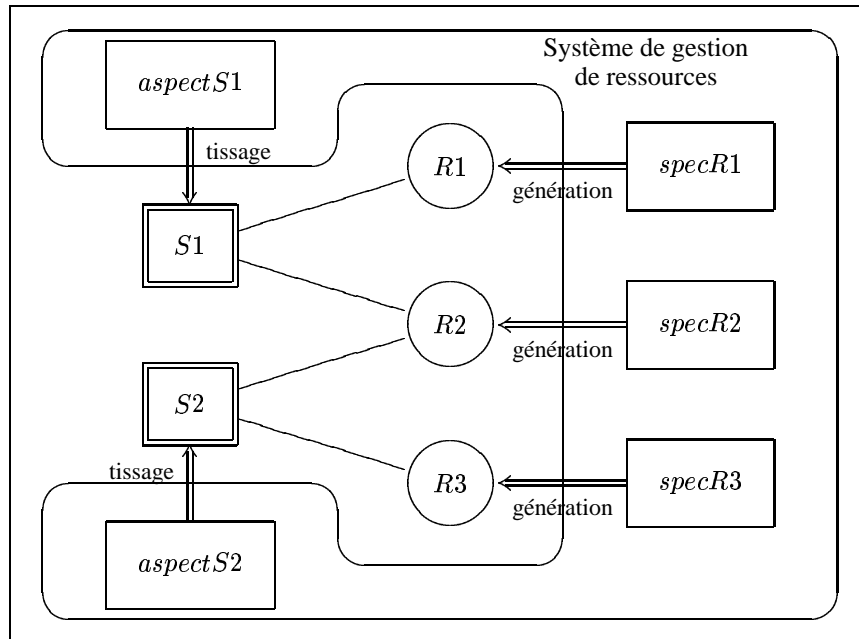 Système de gestion
de ressources
aspectS1
tissage
R1
specR1
génération
S1
R2
specR2
génération
S2
tissage
R3
specR3
génération
aspectS2